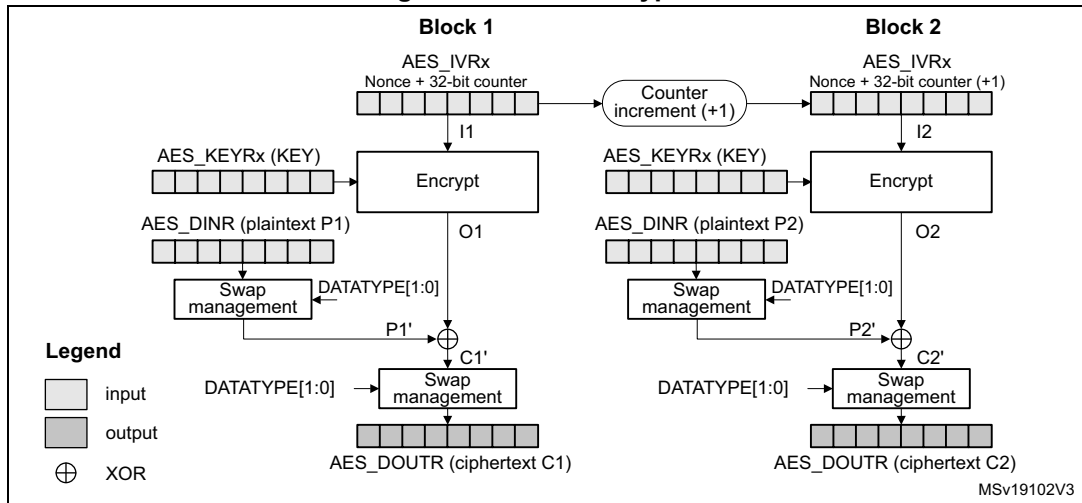 Block 1
Block 2
AES_IVRx
Nonce + 32-bit counter
Counter
increment (+1)
AES_IVRx
Nonce + 32-bit counter (+1)
I1
I2
AES_KEYRx (KEY)
Encrypt
AES_KEYRx (KEY)
Encrypt
AES_DINR (plaintext P1)
O1
AES_DINR (plaintext P2)
O2
Swap
management
DATATYPE[1:0]
Swap
management
DATATYPE[1:0]
P1'
P2'
C1'
C2'
Legend
input
output
XOR
DATATYPE[1:0]
Swap
management
DATATYPE[1:0]
Swap
management
AES_DOUTR (ciphertext C1)
AES_DOUTR (ciphertext C2)
MSv19102V3